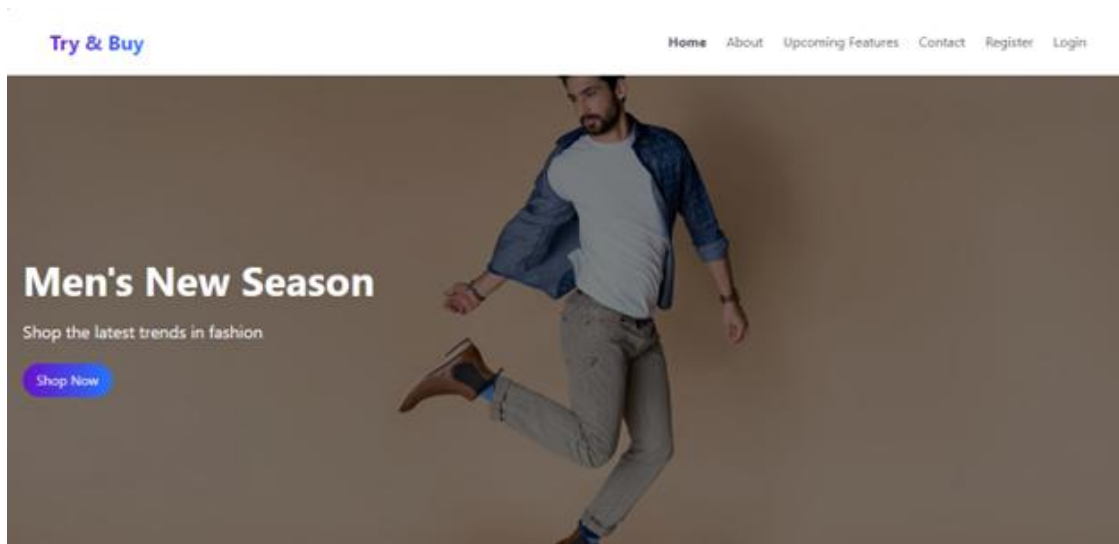 Try & Buy
Home About Upcoming Features Contact Register Login
Men's New Season
Shop the latest trends in fashion
Shop Now